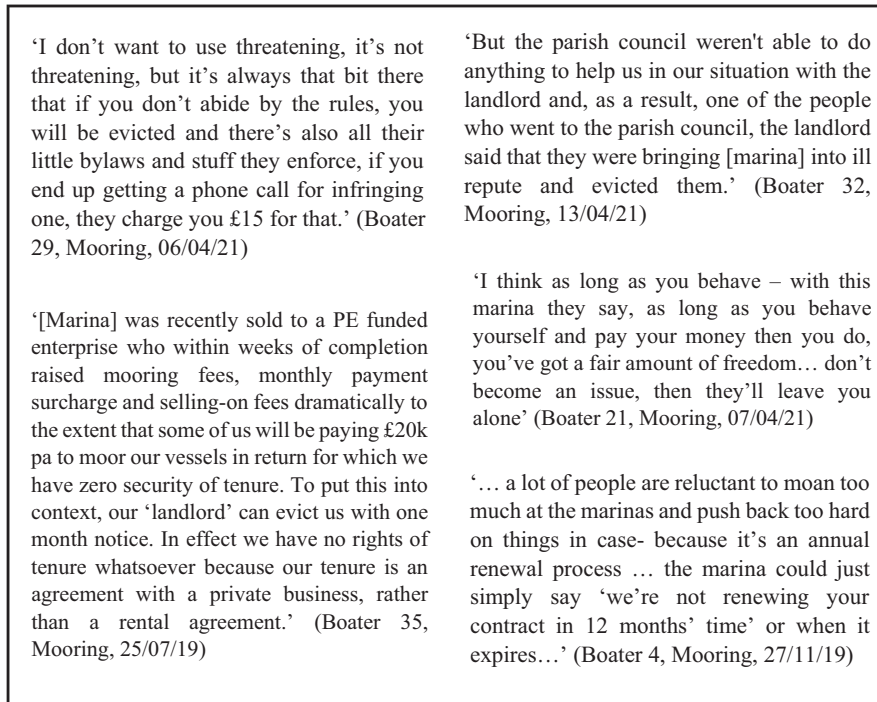 ‘I don’t want to use threatening, it’s not
threatening, but it’s always that bit there
that if you don’t abide by the rules, you
will be evicted and there’s also all their
little bylaws and stuff they enforce, if you
end up getting a phone call for infringing
one, they charge you £15 for that.’ (Boater
29, Mooring, 06/04/21)
‘[Marina] was recently sold to a PE funded
enterprise who within weeks of completion
raised mooring fees, monthly payment
surcharge and selling-on fees dramatically to
the extent that some of us will be paying £20k
pa to moor our vessels in return for which we
have zero security of tenure. To put this into
context, our ‘landlord’ can evict us with one
month notice. In effect we have no rights of
tenure whatsoever because our tenure is an
agreement with a private business, rather
than a rental agreement.’ (Boater 35,
Mooring, 25/07/19)
‘But the parish council weren't able to do
anything to help us in our situation with the
landlord and, as a result, one of the people
who went to the parish council, the landlord
said that they were bringing [marina] into ill
repute and evicted them.’ (Boater 32,
Mooring, 13/04/21)
‘I think as long as you behave – with this
marina they say, as long as you behave
yourself and pay your money then you do,
you’ve got a fair amount of freedom… don’t
become an issue, then they’ll leave you
alone’ (Boater 21, Mooring, 07/04/21)
‘… a lot of people are reluctant to moan too
much at the marinas and push back too hard
on things in case- because it’s an annual
renewal process … the marina could just
simply say ‘we’re not renewing your
contract in 12 months’ time’ or when it
expires…’ (Boater 4, Mooring, 27/11/19)